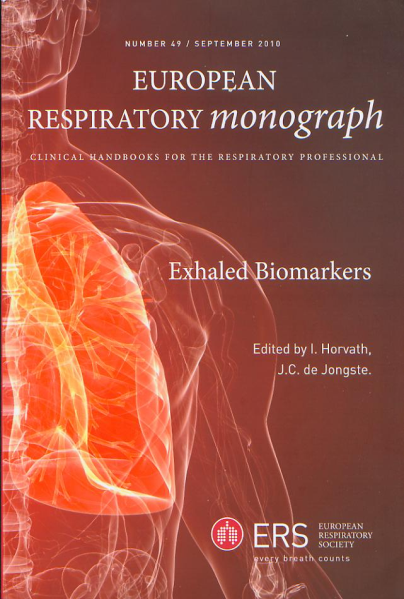 NUMBER 49 / SEPTEMBER 2010
EUROPEAN
RESPIRATORY monograph
CLINICAL HANDBOOKS FOR THE RESPIRATORY PROFESSIONAL
Exhaled Biomarkers
Edited by I. Horvath,
J.C. de Jongste.
ERS
EUROPEAN
RESPIRATORY
SOCIETY
every breath counts